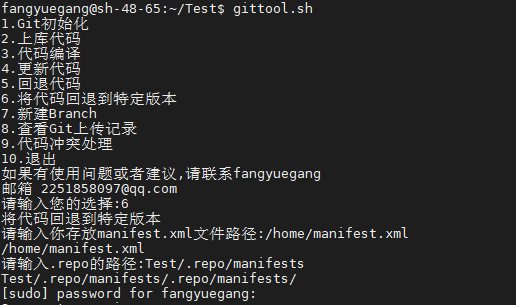 fangyuegang@sh-48-65:~/Test$ gittool.sh
1.Git初始化
2.上库代码
3.代码编译
4.更新代码
5.回退代码
6.将代码回退到特定版本
7.新建Branch
8.查看Git上传记录
9.代码冲突处理
10.退出
如果有使用问题或者建议,请联系fangyuegang
邮箱 2251858097@qq.com
请输入您的选择:6
将代码回退到特定版本
请输入你存放manifest.xml文件路径:/home/manifest.xml
/home/manifest.xml
请输入.repo的路径:Test/.repo/manifests
Test/.repo/manifests/.repo/manifests/
[sudo] password for fangyuegang: